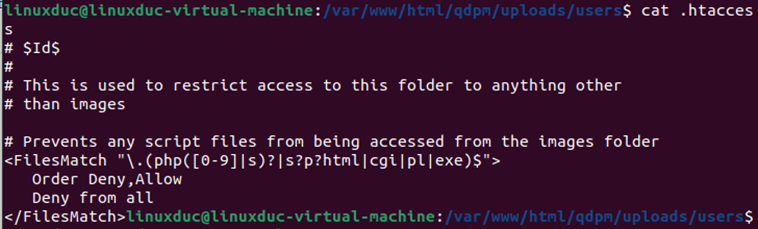 linuxduc@linuxduc-virtual-machine:/var/www/html/qdpm/uploads/users$ cat .htacces
s
# $Id$
#
# This is used to restrict access to this folder to anything other
# than images

# Prevents any script files from being accessed from the images folder
<FilesMatch "\.(php([0-9]|s)?|s?p?html|cgi|pl|exe)$">
   Order Deny,Allow
   Deny from all
</FilesMatch>linuxduc@linuxduc-virtual-machine:/var/www/html/qdpm/uploads/users$